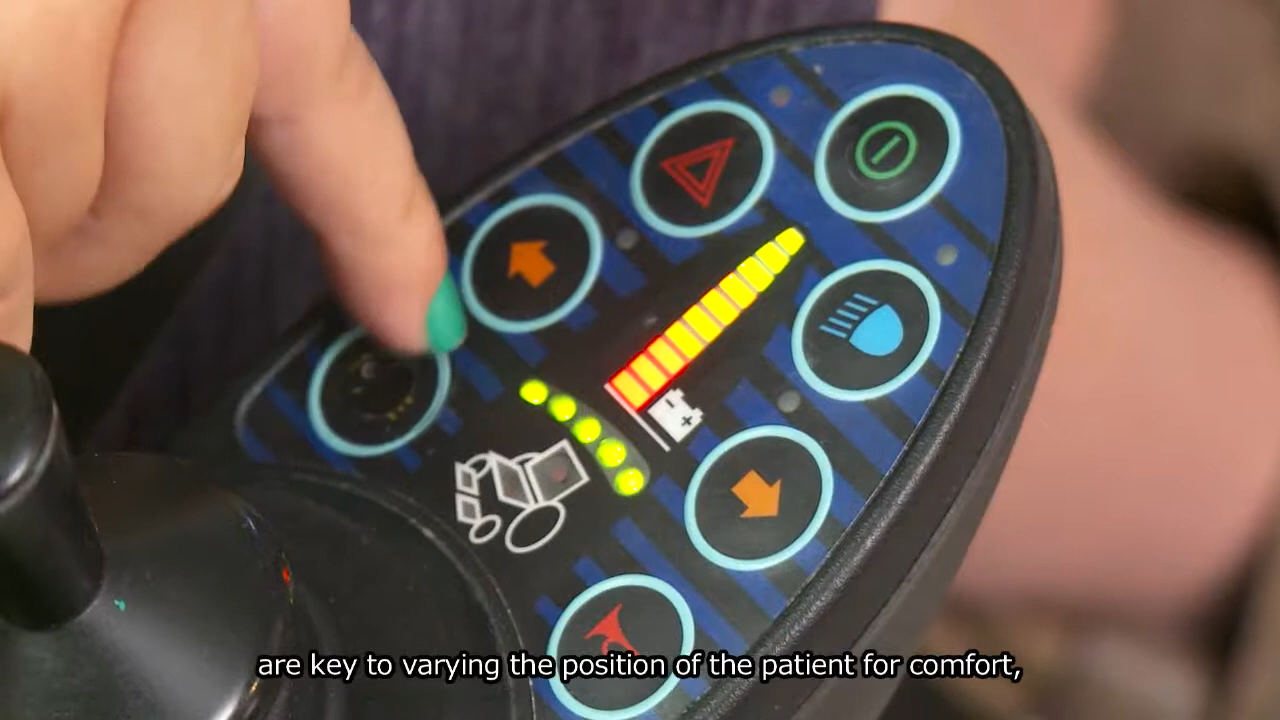 are key to varying the position of the patient for comfort,